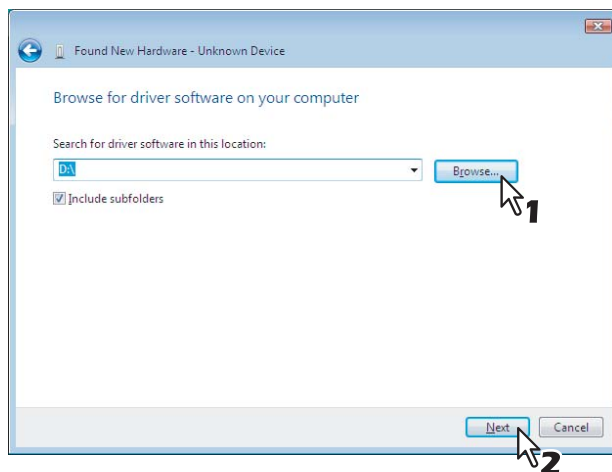 Found New Hardware - Unknown Device
Browse for driver software on your computer
Search for driver software in this location:
D:\
Browse...
1
Include subfolders
Next
Cancel
2